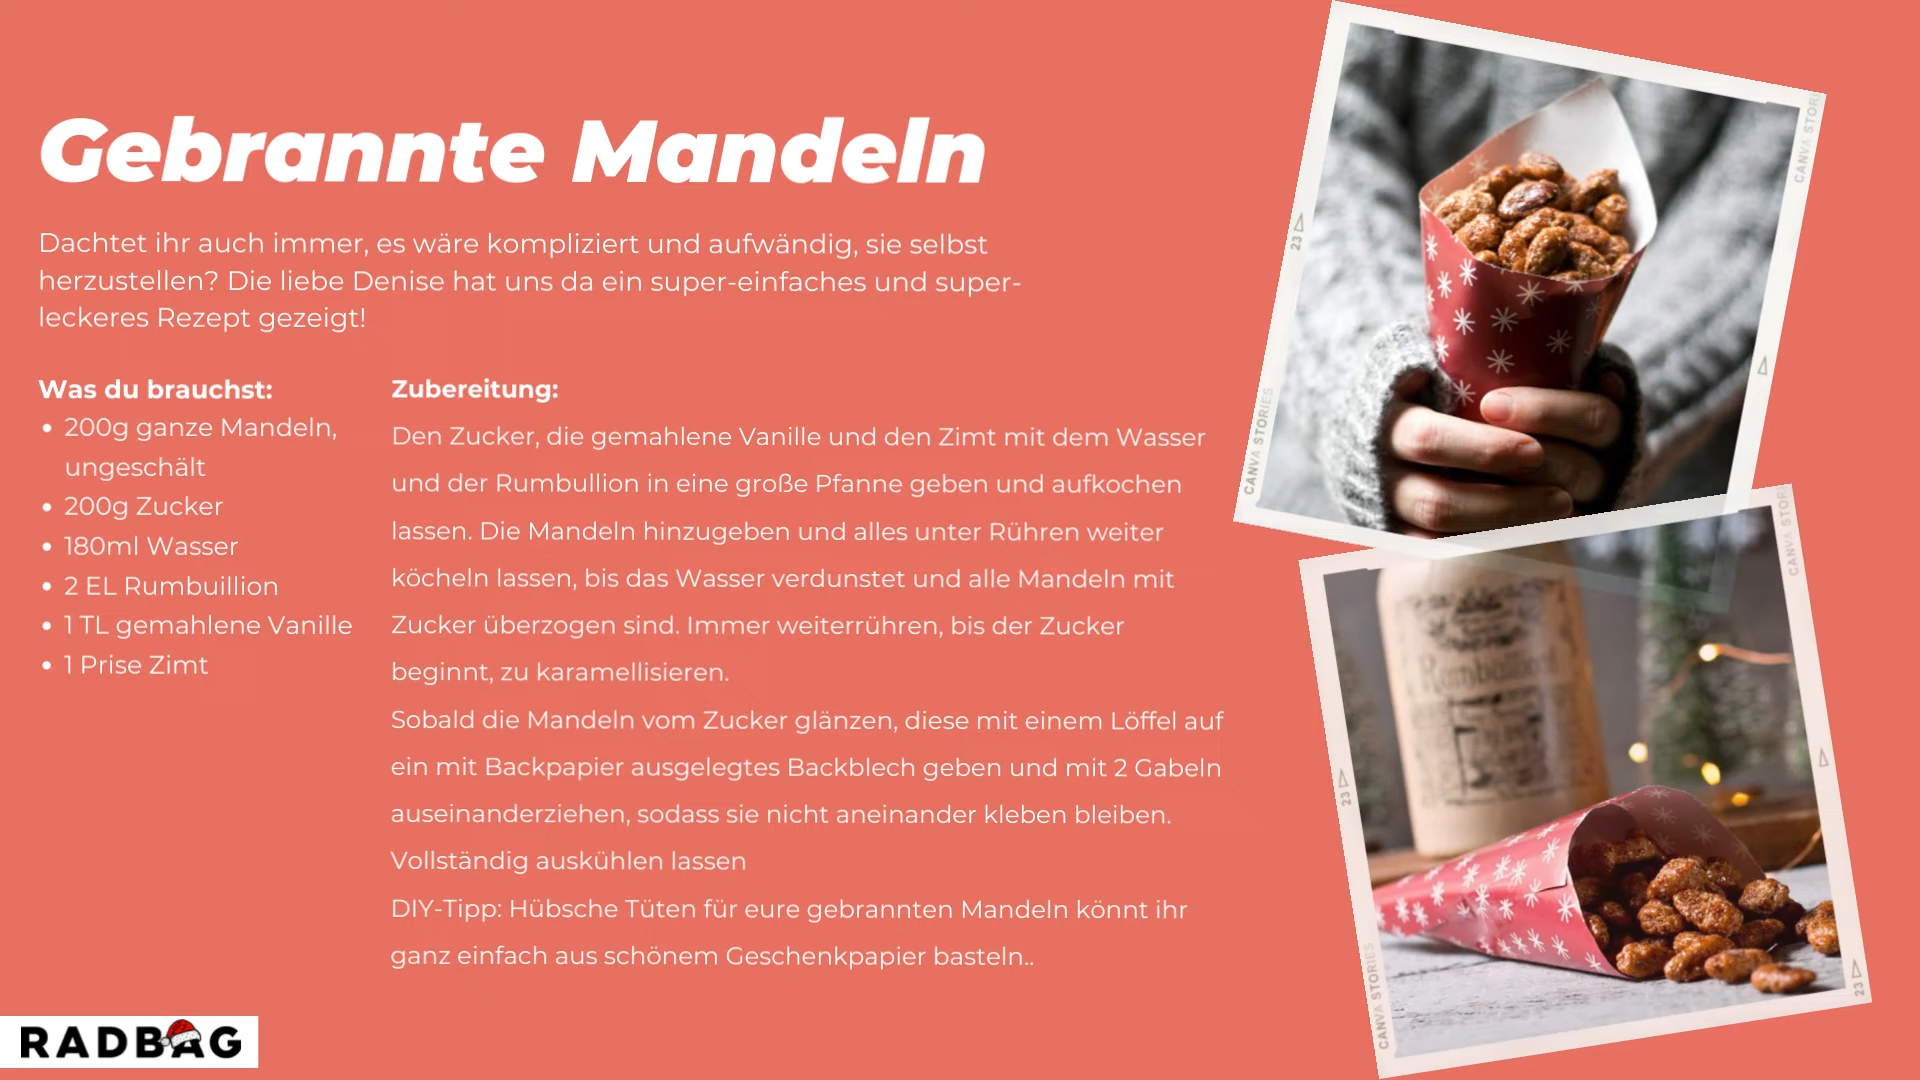 Gebrannte Mandeln
Dachtet ihr auch immer, es wäre kompliziert und aufwändig, sie selbst
herzustellen? Die liebe Denise hat uns da ein super-einfaches und super-
leckeres Rezept gezeigt!
Was du brauchst:
• 200g ganze Mandeln,
ungeschält
• 200g Zucker
• 180ml Wasser
• 2 EL Rumbuillion
• 1 TL gemahlene Vanille
• 1 Prise Zimt
Zubereitung:
Den Zucker, die gemahlene Vanille und den Zimt mit dem Wasser
und der Rumbullion in eine große Pfanne geben und aufkochen
lassen. Die Mandeln hinzugeben und alles unter Rühren weiter
köcheln lassen, bis das Wasser verdunstet und alle Mandeln mit
Zucker überzogen sind. Immer weiterrühren, bis der Zucker
beginnt, zu karamellisieren.
Sobald die Mandeln vom Zucker glänzen, diese mit einem Löffel auf
ein mit Backpapier ausgelegtes Backblech geben und mit 2 Gabeln
auseinanderziehen, sodass sie nicht aneinander kleben bleiben.
Vollständig auskühlen lassen
DIY-Tipp: Hübsche Tüten für eure gebrannten Mandeln könnt ihr
ganz einfach aus schönem Geschenkpapier basteln..
RADBAG
CANVA STORI
23
CANVA STORIES
CANVA STOR
23
CANVA STORIES
23
Rumbullion